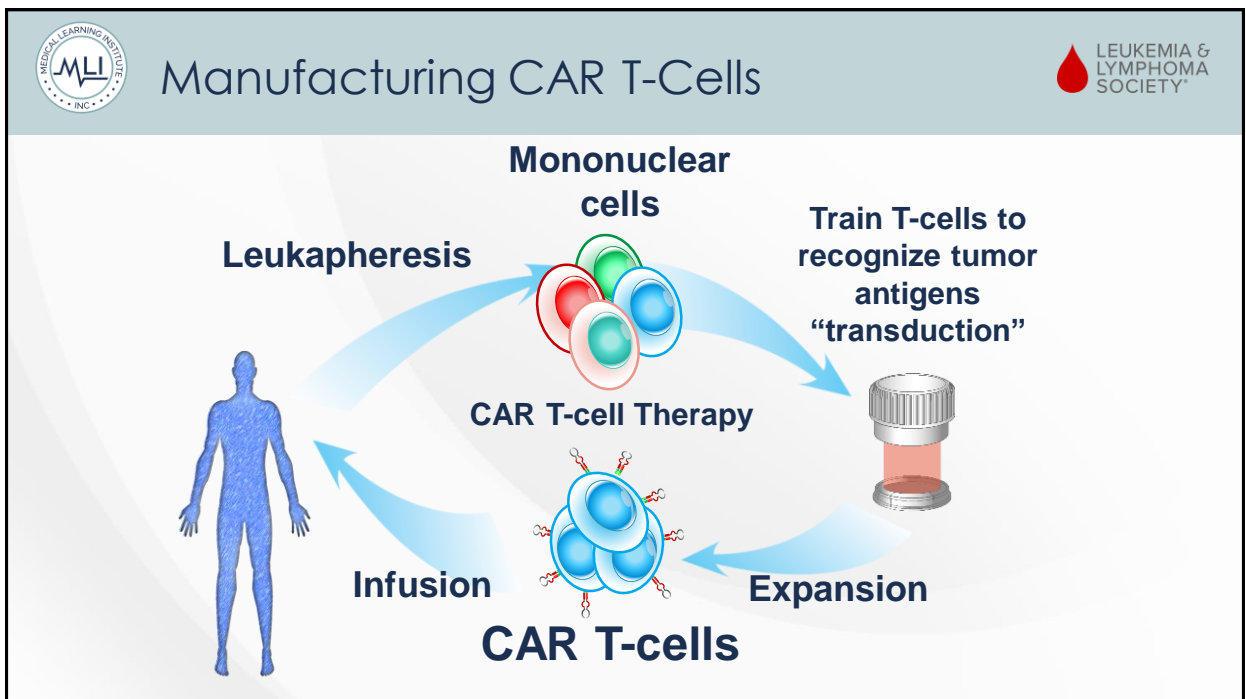 MEDICAL LEARNING INSTITUTE
MLI
INC
Manufacturing CAR T-Cells
LEUKEMIA &
LYMPHOMA
SOCIETY®
Mononuclear
cells
Leukapheresis
Train T-cells to
recognize tumor
antigens
“transduction”
CAR T-cell Therapy
Infusion
Expansion
CAR T-cells